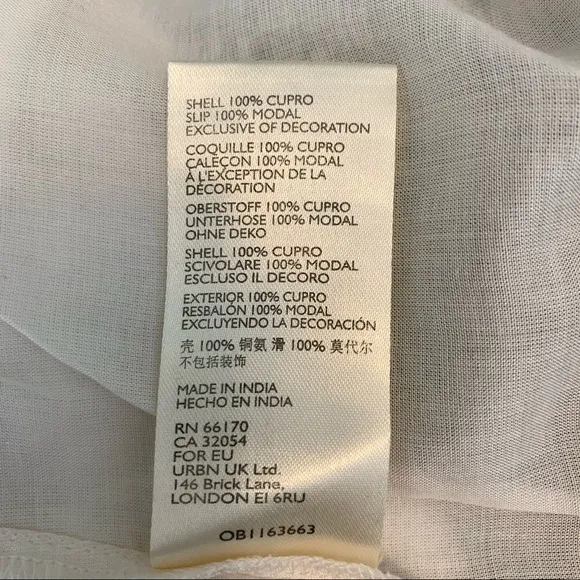 SHELL 100% CUPRO
SLIP 100% MODAL
EXCLUSIVE OF DECORATION
COQUILLE 100% CUPRO
CALEÇON 100% MODAL
À L'EXCEPTION DE LA
DÉCORATION
OBERSTOFF 100% CUPRO
UNTERHOSE 100% MODAL
OHNE DEKO
SHELL 100% CUPRO
SCIVOLARE 100% MODAL
ESCLUSO IL DECORO
EXTERIOR 100% CUPRO
RESBALÓN 100% MODAL
EXCLUYENDO LA DECORACIÓN
壳 100% 铜氨 滑 100% 莫代尔
不包括装饰
MADE IN INDIA
HECHO EN INDIA
RN 66170
CA 32054
FOR EU
URBN UK Ltd.
146 Brick Lane,
LONDON E1 6RU
OB1163663